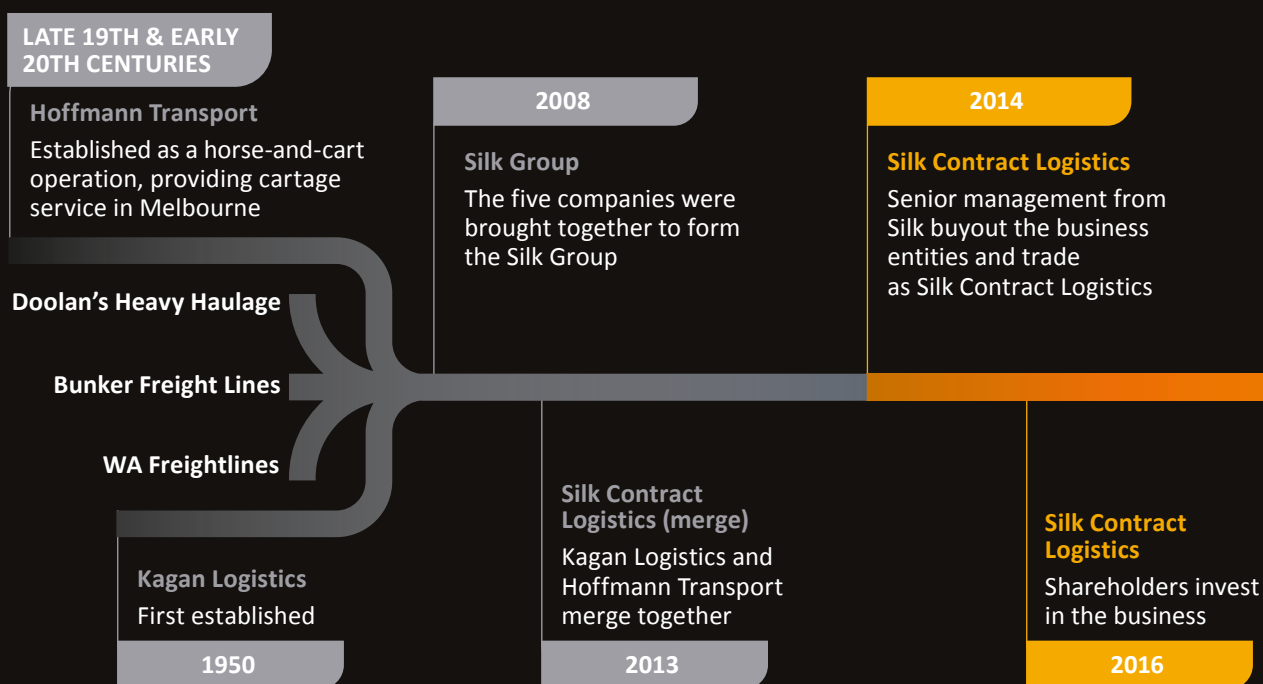 LATE 19TH & EARLY
20TH CENTURIES
Hoffmann Transport
Established as a horse-and-cart
operation, providing cartage
service in Melbourne
Doolan's Heavy Haulage
Bunker Freight Lines
WA Freightlines
Kagan Logistics
First established
1950
2008
Silk Group
The five companies were
brought together to form
the Silk Group
Silk Contract
Logistics (merge)
Kagan Logistics and
Hoffmann Transport
merge together
2013
2014
Silk Contract Logistics
Senior management from
Silk buyout the business
entities and trade
as Silk Contract Logistics
Silk Contract
Logistics
Shareholders invest
in the business
2016